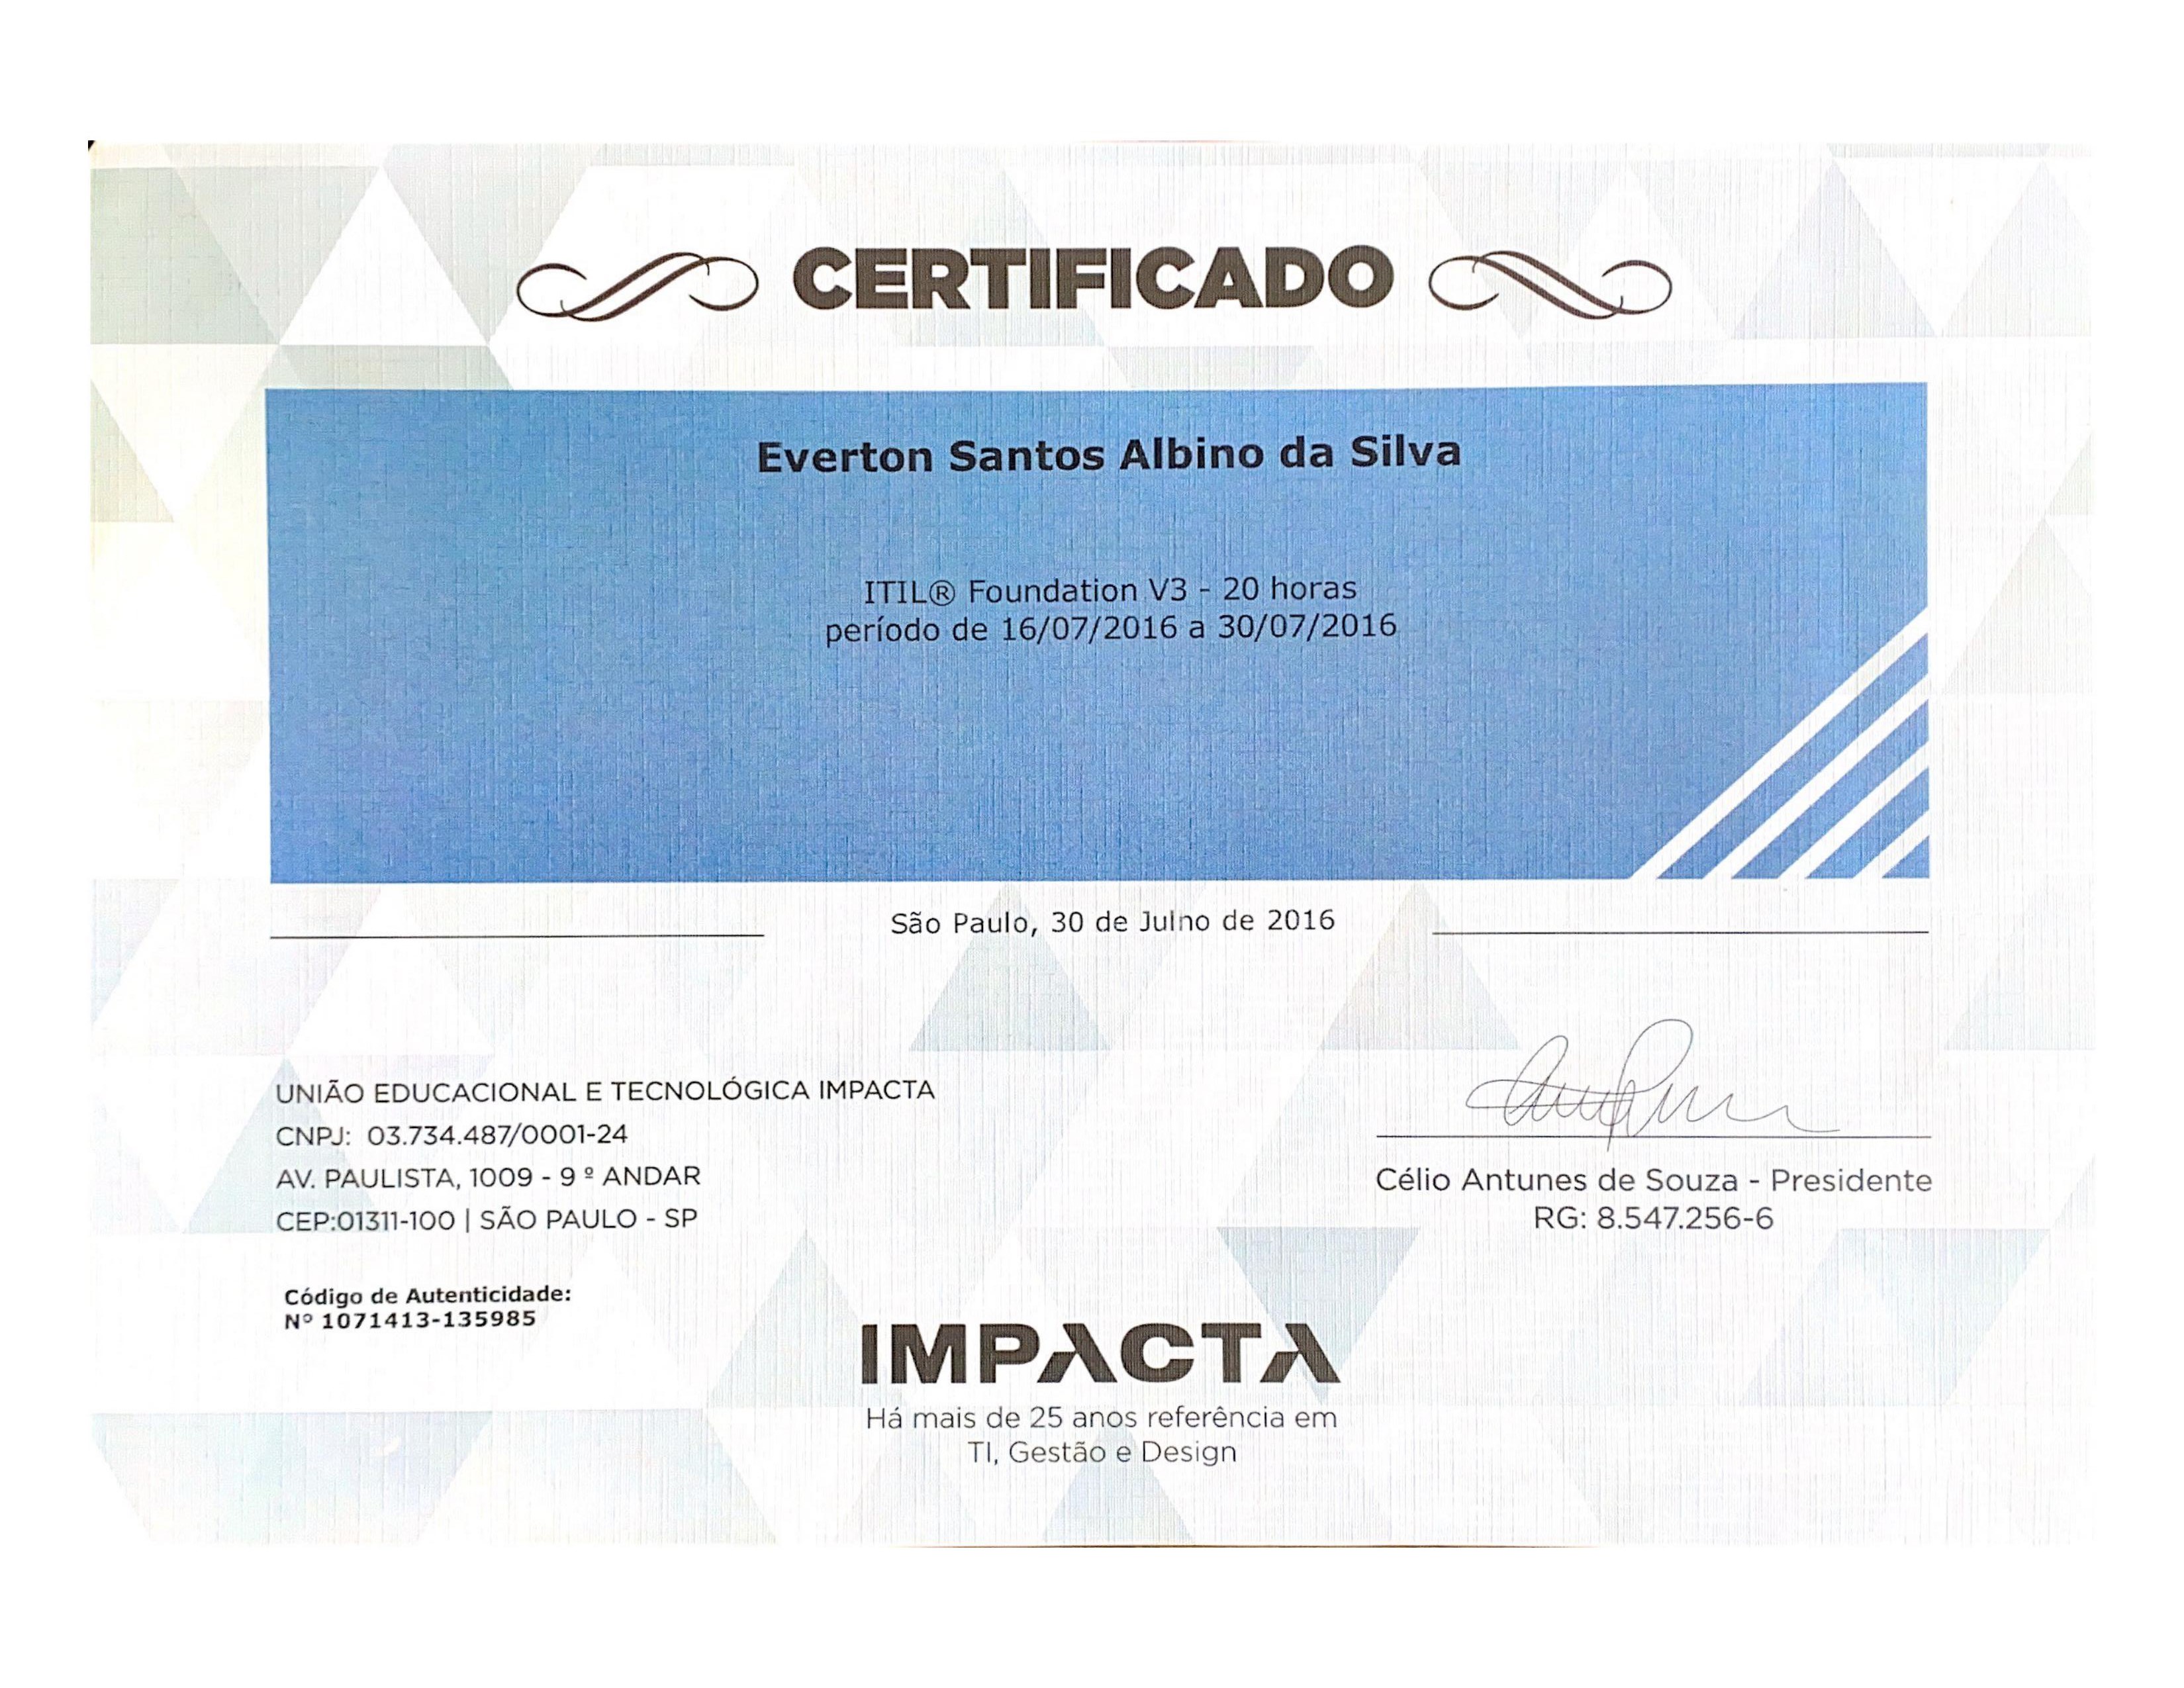 CERTIFICADO
Everton Santos Albino da Silva
ITIL® Foundation V3 - 20 horas
período de 16/07/2016 a 30/07/2016
São Paulo, 30 de Julho de 2016
UNIÃO EDUCACIONAL E TECNOLÓGICA IMPACTA
CNPJ: 03.734.487/0001-24
AV. PAULISTA, 1009 - 9 º ANDAR
CEP:01311-100 | SÃO PAULO - SP
Célio Antunes de Souza - Presidente
RG: 8.547.256-6
Código de Autenticidade:
Nº 1071413-135985
IMPACTA
Há mais de 25 anos referência em
TI, Gestão e Design